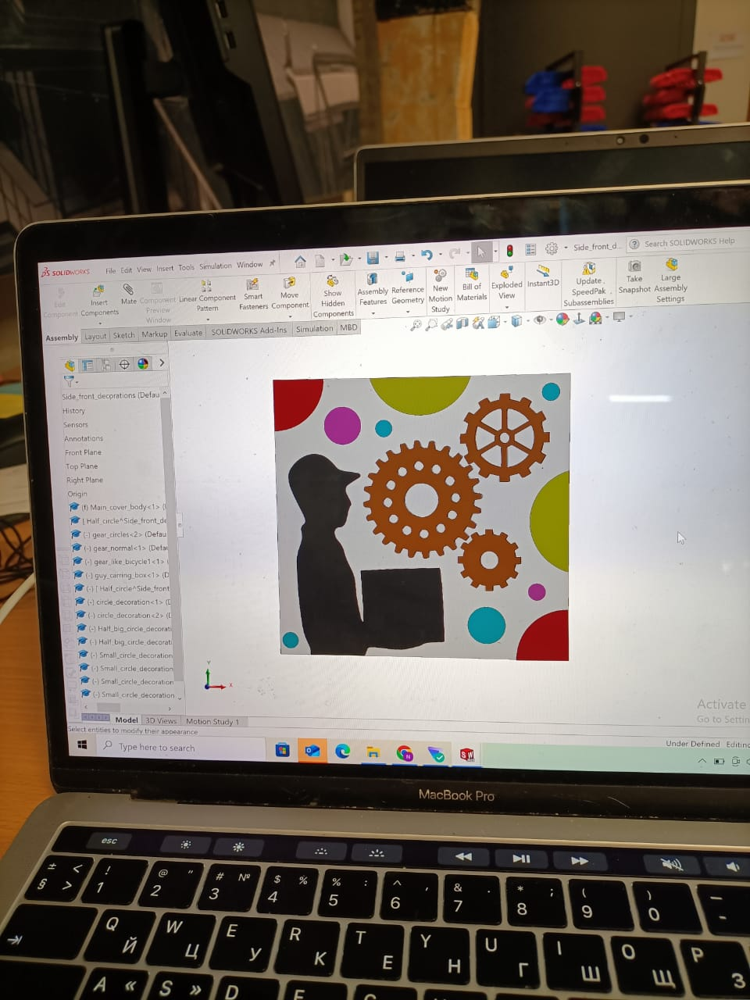 SOLIDWORKS File Edit View Insert Tools Simulation Window
Side_front_d... Search SOLIDWORKS Help
Edit Component
Insert Components
Mate
Component Preview Window
Linear Component Pattern
Smart Fasteners
Move Component
Show Hidden Components
Assembly Features
Reference Geometry
New Motion Study
Bill of Materials
Exploded View
Instant3D
Update SpeedPak Subassemblies
Take Snapshot
Large Assembly Settings
Assembly Layout Sketch Markup Evaluate SOLIDWORKS Add-Ins Simulation MBD
Side_front_decorations (Defau
History
Sensors
Annotations
Front Plane
Top Plane
Right Plane
Origin
(f) Main_cover_body<1> (
[ Half_circle^Side_front_de
(-) gear_circles<2> (Defau
(-) gear_normal<1> (Defau
(-) gear_like_bicycle1<1>
(-) guy_carring_box<1> (D
(-) [ Half_circle^Side_front
(-) circle_decoration<1> (D
(-) circle_decoration<2> (D
(-) Half_big_circle_decorati
(-) Half_big_circle_decorati
(-) Small_circle_decoration
(-) Small_circle_decoration
(-) Small_circle_decoration
(-) Small_circle_decoration
Y
X
Activate
Go to Settin
Model 3D Views Motion Study 1
Select entities to modify their appearance
Under Defined Editing
Type here to search
SW
MacBook Pro
esc
± § < > ! 1 @ " 2 # № 3 $ % 4 % : 5 ^ , 6 & . 7 * ; 8 ( 9 ) 0 _ -
Q Й W Ц E У R К T Е Y Н U Г I Ш O Щ P З
A « S » D F